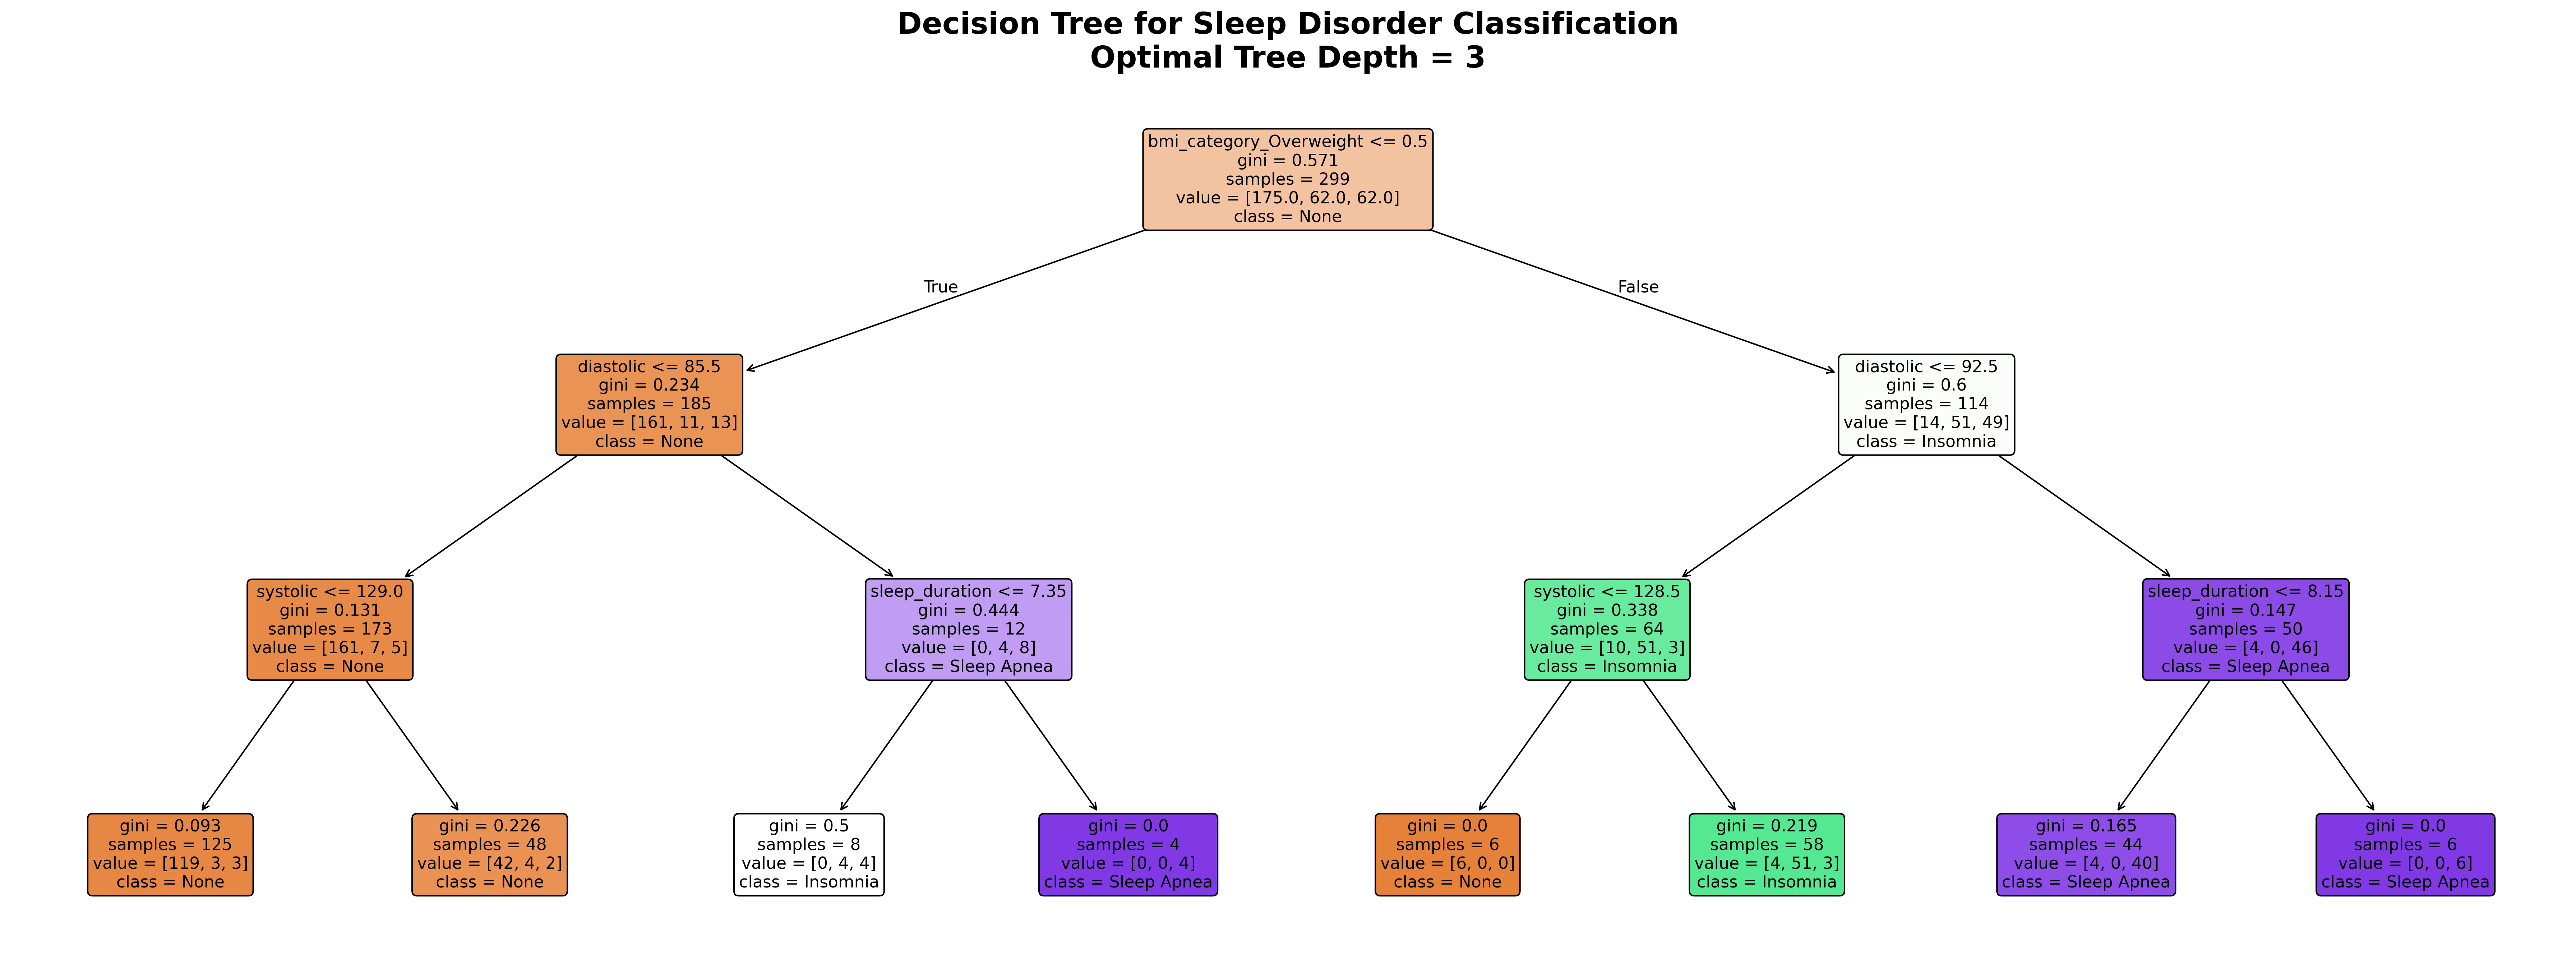 Decision Tree for Sleep Disorder Classification
Optimal Tree Depth = 3
bmi_category_Overweight <= 0.5
gini = 0.571
samples = 299
value = [175.0, 62.0, 62.0]
class = None
True
False
diastolic <= 85.5
gini = 0.234
samples = 185
value = [161, 11, 13]
class = None
diastolic <= 92.5
gini = 0.6
samples = 114
value = [14, 51, 49]
class = Insomnia
systolic <= 129.0
gini = 0.131
samples = 173
value = [161, 7, 5]
class = None
sleep_duration <= 7.35
gini = 0.444
samples = 12
value = [0, 4, 8]
class = Sleep Apnea
systolic <= 128.5
gini = 0.338
samples = 64
value = [10, 51, 3]
class = Insomnia
sleep_duration <= 8.15
gini = 0.147
samples = 50
value = [4, 0, 46]
class = Sleep Apnea
gini = 0.093
samples = 125
value = [119, 3, 3]
class = None
gini = 0.226
samples = 48
value = [42, 4, 2]
class = None
gini = 0.5
samples = 8
value = [0, 4, 4]
class = Insomnia
gini = 0.0
samples = 4
value = [0, 0, 4]
class = Sleep Apnea
gini = 0.0
samples = 6
value = [6, 0, 0]
class = None
gini = 0.219
samples = 58
value = [4, 51, 3]
class = Insomnia
gini = 0.165
samples = 44
value = [4, 0, 40]
class = Sleep Apnea
gini = 0.0
samples = 6
value = [0, 0, 6]
class = Sleep Apnea